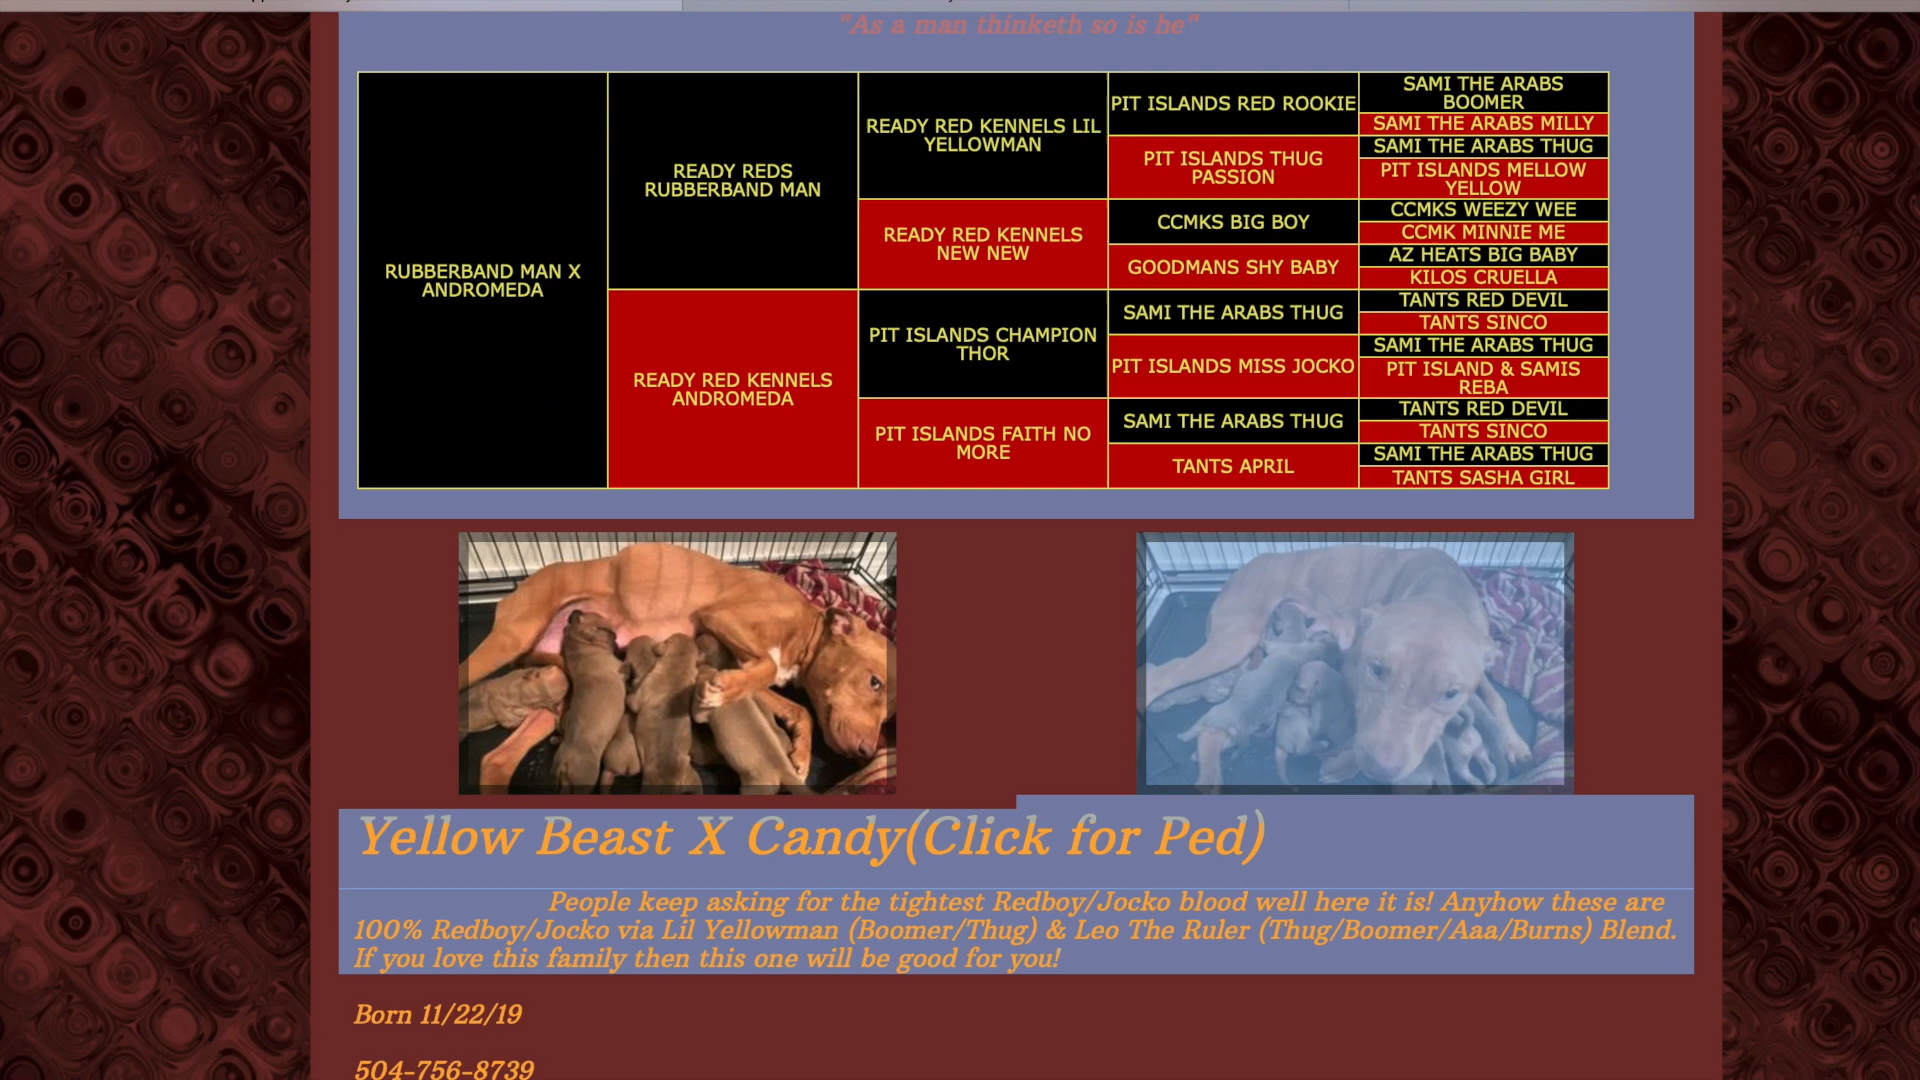 "As a man thinketh so is he"
RUBBERBAND MAN X
ANDROMEDA
READY REDS
RUBBERBAND MAN
READY RED KENNELS
ANDROMEDA
READY RED KENNELS LIL
YELLOWMAN
READY RED KENNELS
NEW NEW
PIT ISLANDS CHAMPION
THOR
PIT ISLANDS FAITH NO
MORE
PIT ISLANDS RED ROOKIE
PIT ISLANDS THUG
PASSION
CCMKS BIG BOY
GOODMANS SHY BABY
SAMI THE ARABS THUG
PIT ISLANDS MISS JOCKO
SAMI THE ARABS THUG
TANTS APRIL
SAMI THE ARABS
BOOMER
SAMI THE ARABS MILLY
SAMI THE ARABS THUG
PIT ISLANDS MELLOW
YELLOW
CCMKS WEEZY WEE
CCMK MINNIE ME
AZ HEATS BIG BABY
KILOS CRUELLA
TANTS RED DEVIL
TANTS SINCO
SAMI THE ARABS THUG
PIT ISLAND & SAMIS
REBA
TANTS RED DEVIL
TANTS SINCO
SAMI THE ARABS THUG
TANTS SASHA GIRL
Yellow Beast X Candy(Click for Ped)
People keep asking for the tightest Redboy/Jocko blood well here it is! Anyhow these are
100% Redboy/Jocko via Lil Yellowman (Boomer/Thug) & Leo The Ruler (Thug/Boomer/Aaa/Burns) Blend.
If you love this family then this one will be good for you!
Born 11/22/19
504-756-8739